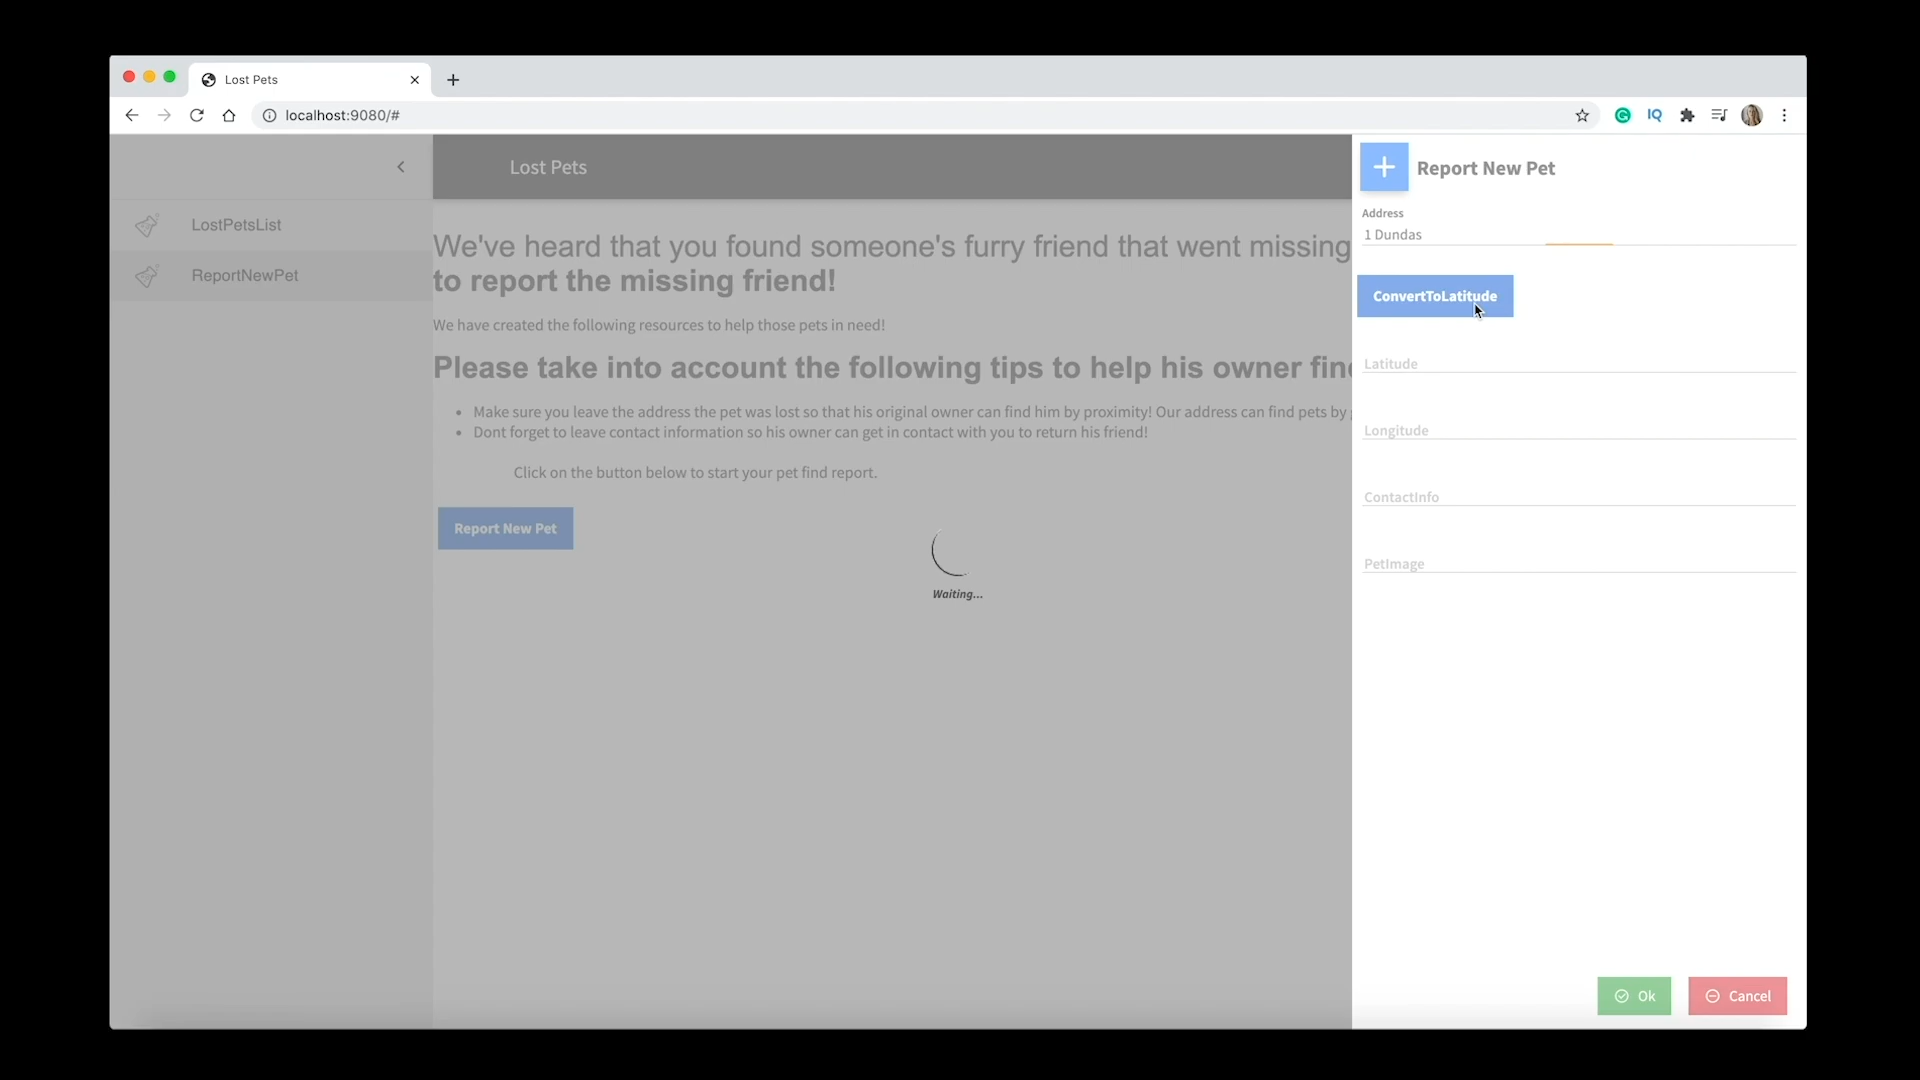 Lost Pets
localhost:9080/#
IQ
LostPetsList
ReportNewPet
Lost Pets
We've heard that you found someone's furry friend that went missing
to report the missing friend!
We have created the following resources to help those pets in need!
Please take into account the following tips to help his owner fin
Make sure you leave the address the pet was lost so that his original owner can find him by proximity! Our address can find pets by
Dont forget to leave contact information so his owner can get in contact with you to return his friend!
Click on the button below to start your pet find report.
Report New Pet
Waiting...
Report New Pet
Address
1 Dundas
ConvertToLatitude
Latitude
Longitude
ContactInfo
PetImage
Ok
Cancel